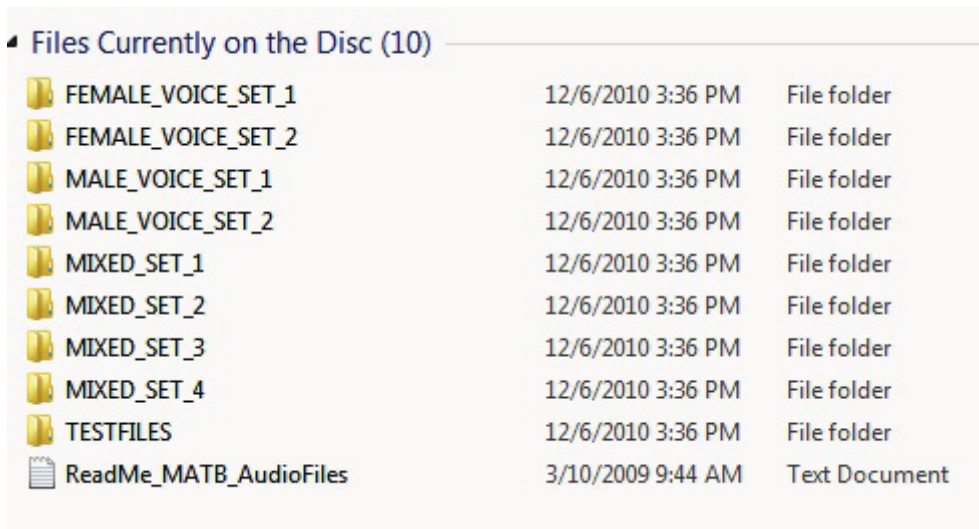 Files Currently on the Disc (10)
FEMALE_VOICE_SET_1 12/6/2010 3:36 PM File folder
FEMALE_VOICE_SET_2 12/6/2010 3:36 PM File folder
MALE_VOICE_SET_1 12/6/2010 3:36 PM File folder
MALE_VOICE_SET_2 12/6/2010 3:36 PM File folder
MIXED_SET_1 12/6/2010 3:36 PM File folder
MIXED_SET_2 12/6/2010 3:36 PM File folder
MIXED_SET_3 12/6/2010 3:36 PM File folder
MIXED_SET_4 12/6/2010 3:36 PM File folder
TESTFILES 12/6/2010 3:36 PM File folder
ReadMe_MATB_AudioFiles 3/10/2009 9:44 AM Text Document